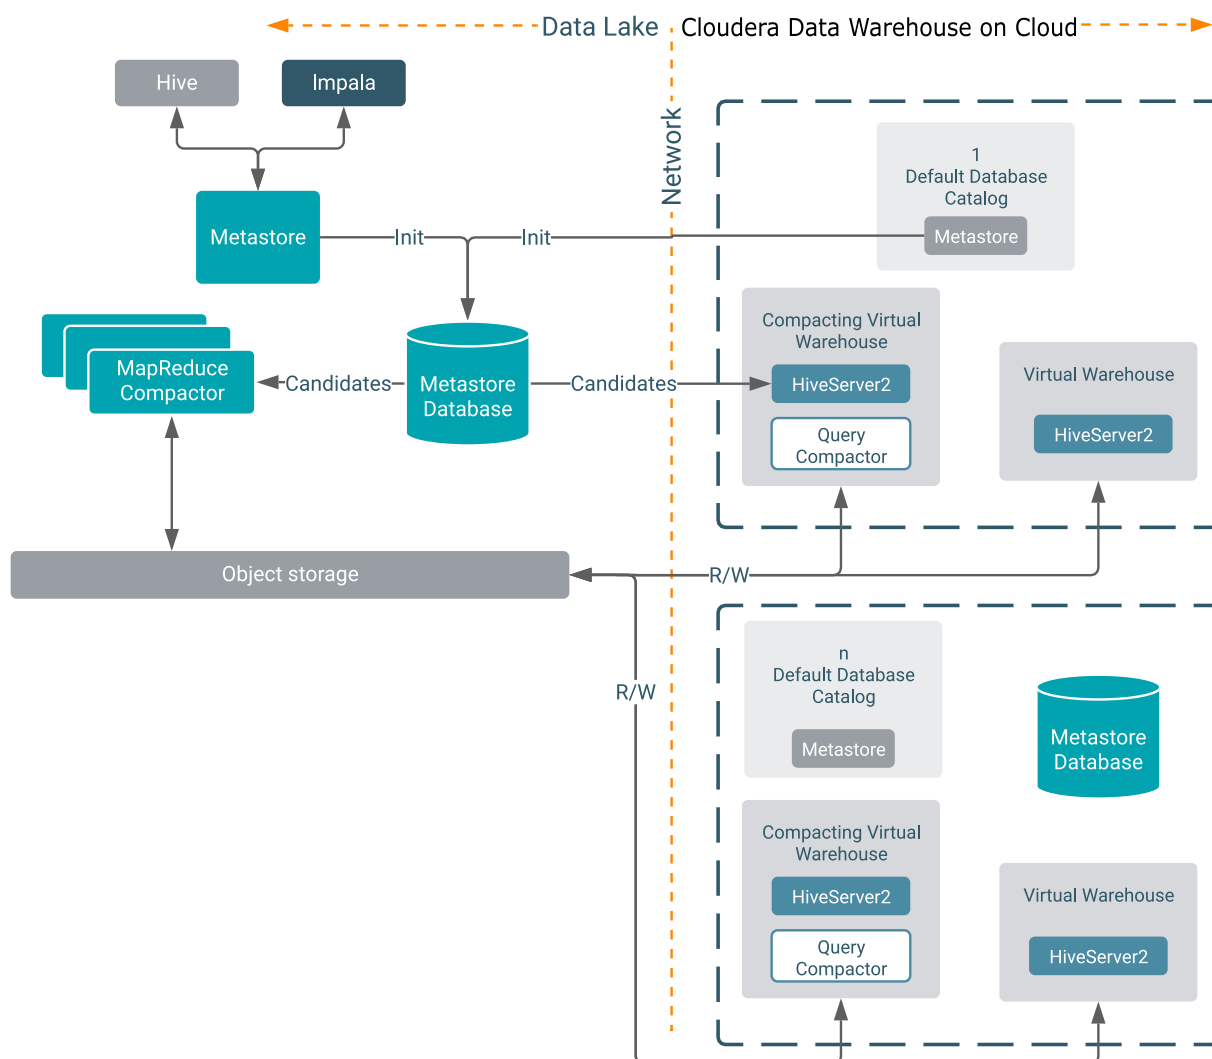 Data Lake
Cloudera Data Warehouse on Cloud
Hive
Impala
Network
1
Default Database
Catalog
Metastore
Metastore
Init
Init
Compacting Virtual
Warehouse
HiveServer2
Query
Compactor
Virtual Warehouse
HiveServer2
MapReduce
Compactor
Candidates
Metastore
Database
Candidates
Object storage
R/W
R/W
n
Default Database
Catalog
Metastore
Metastore
Database
Compacting Virtual
Warehouse
HiveServer2
Query
Compactor
Virtual Warehouse
HiveServer2